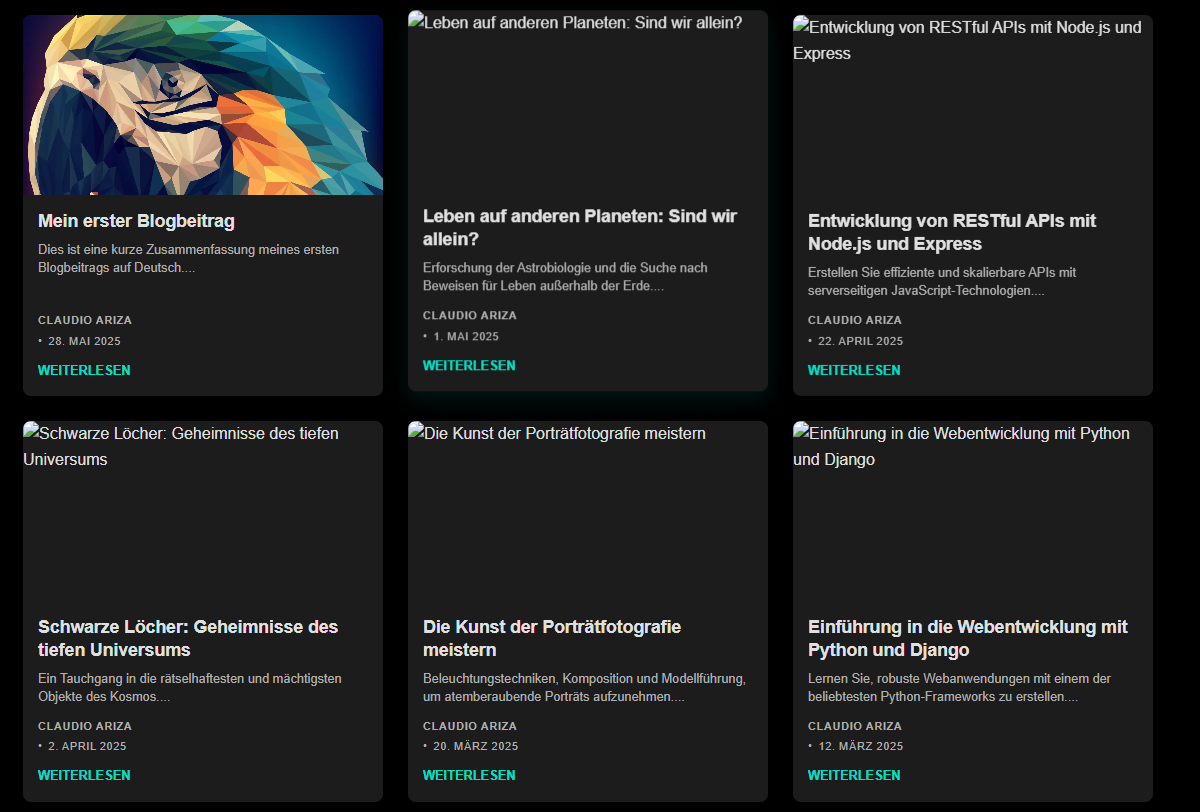 Mein erster Blogbeitrag
Dies ist eine kurze Zusammenfassung meines ersten
Blogbeitrags auf Deutsch....
CLAUDIO ARIZA
• 28. MAI 2025
WEITERLESEN
Leben auf anderen Planeten: Sind wir allein?
Leben auf anderen Planeten: Sind wir
allein?
Erforschung der Astrobiologie und die Suche nach
Beweisen für Leben außerhalb der Erde....
CLAUDIO ARIZA
• 1. MAI 2025
WEITERLESEN
Entwicklung von RESTful APIs mit Node.js und
Express
Entwicklung von RESTful APIs mit
Node.js und Express
Erstellen Sie effiziente und skalierbare APIs mit
serverseitigen JavaScript-Technologien....
CLAUDIO ARIZA
• 22. APRIL 2025
WEITERLESEN
Schwarze Löcher: Geheimnisse des tiefen
Universums
Schwarze Löcher: Geheimnisse des
tiefen Universums
Ein Tauchgang in die rätselhaftesten und mächtigsten
Objekte des Kosmos....
CLAUDIO ARIZA
• 2. APRIL 2025
WEITERLESEN
Die Kunst der Porträtfotografie meistern
Die Kunst der Porträtfotografie
meistern
Beleuchtungstechniken, Komposition und Modellführung,
um atemberaubende Porträts aufzunehmen....
CLAUDIO ARIZA
• 20. MÄRZ 2025
WEITERLESEN
Einführung in die Webentwicklung mit Python
und Django
Einführung in die Webentwicklung mit
Python und Django
Lernen Sie, robuste Webanwendungen mit einem der
beliebtesten Python-Frameworks zu erstellen....
CLAUDIO ARIZA
• 12. MÄRZ 2025
WEITERLESEN